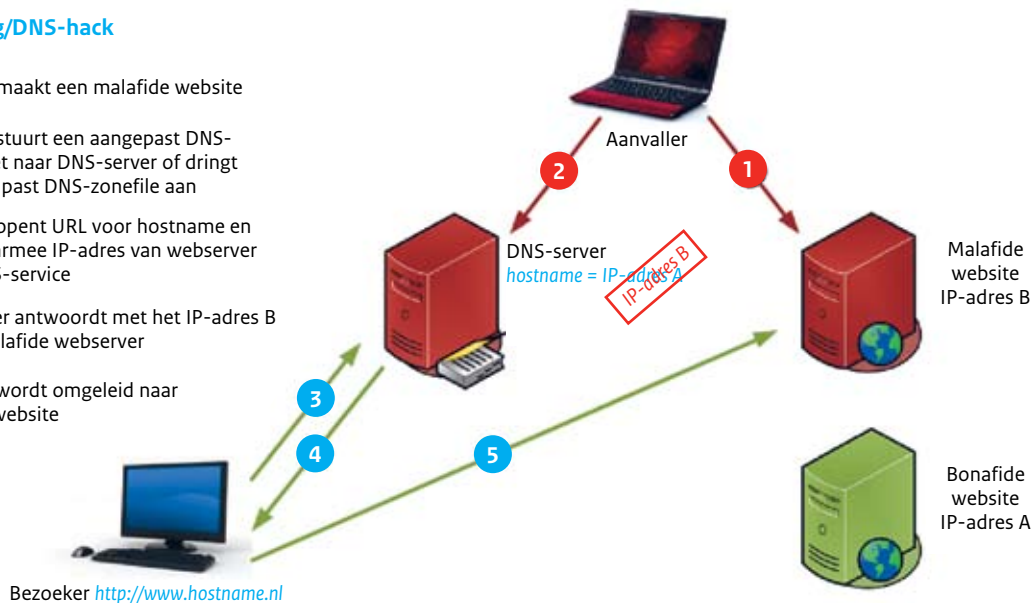 g/DNS-hack
maakt een malafide website
stuurt een aangepast DNS-
et naar DNS-server of dringt
past DNS-zonefile aan
opent URL voor hostname en
armee IP-adres van webserver
S-service
er antwoordt met het IP-adres B
alafide webserver
wordt omgeleid naar
website
Aanvaller
2
1
DNS-server
hostname = IP-adres A
IP-adres B
Malafide
website
IP-adres B
3
4
5
Bonafide
website
IP-adres A
Bezoeker http://www.hostname.nl